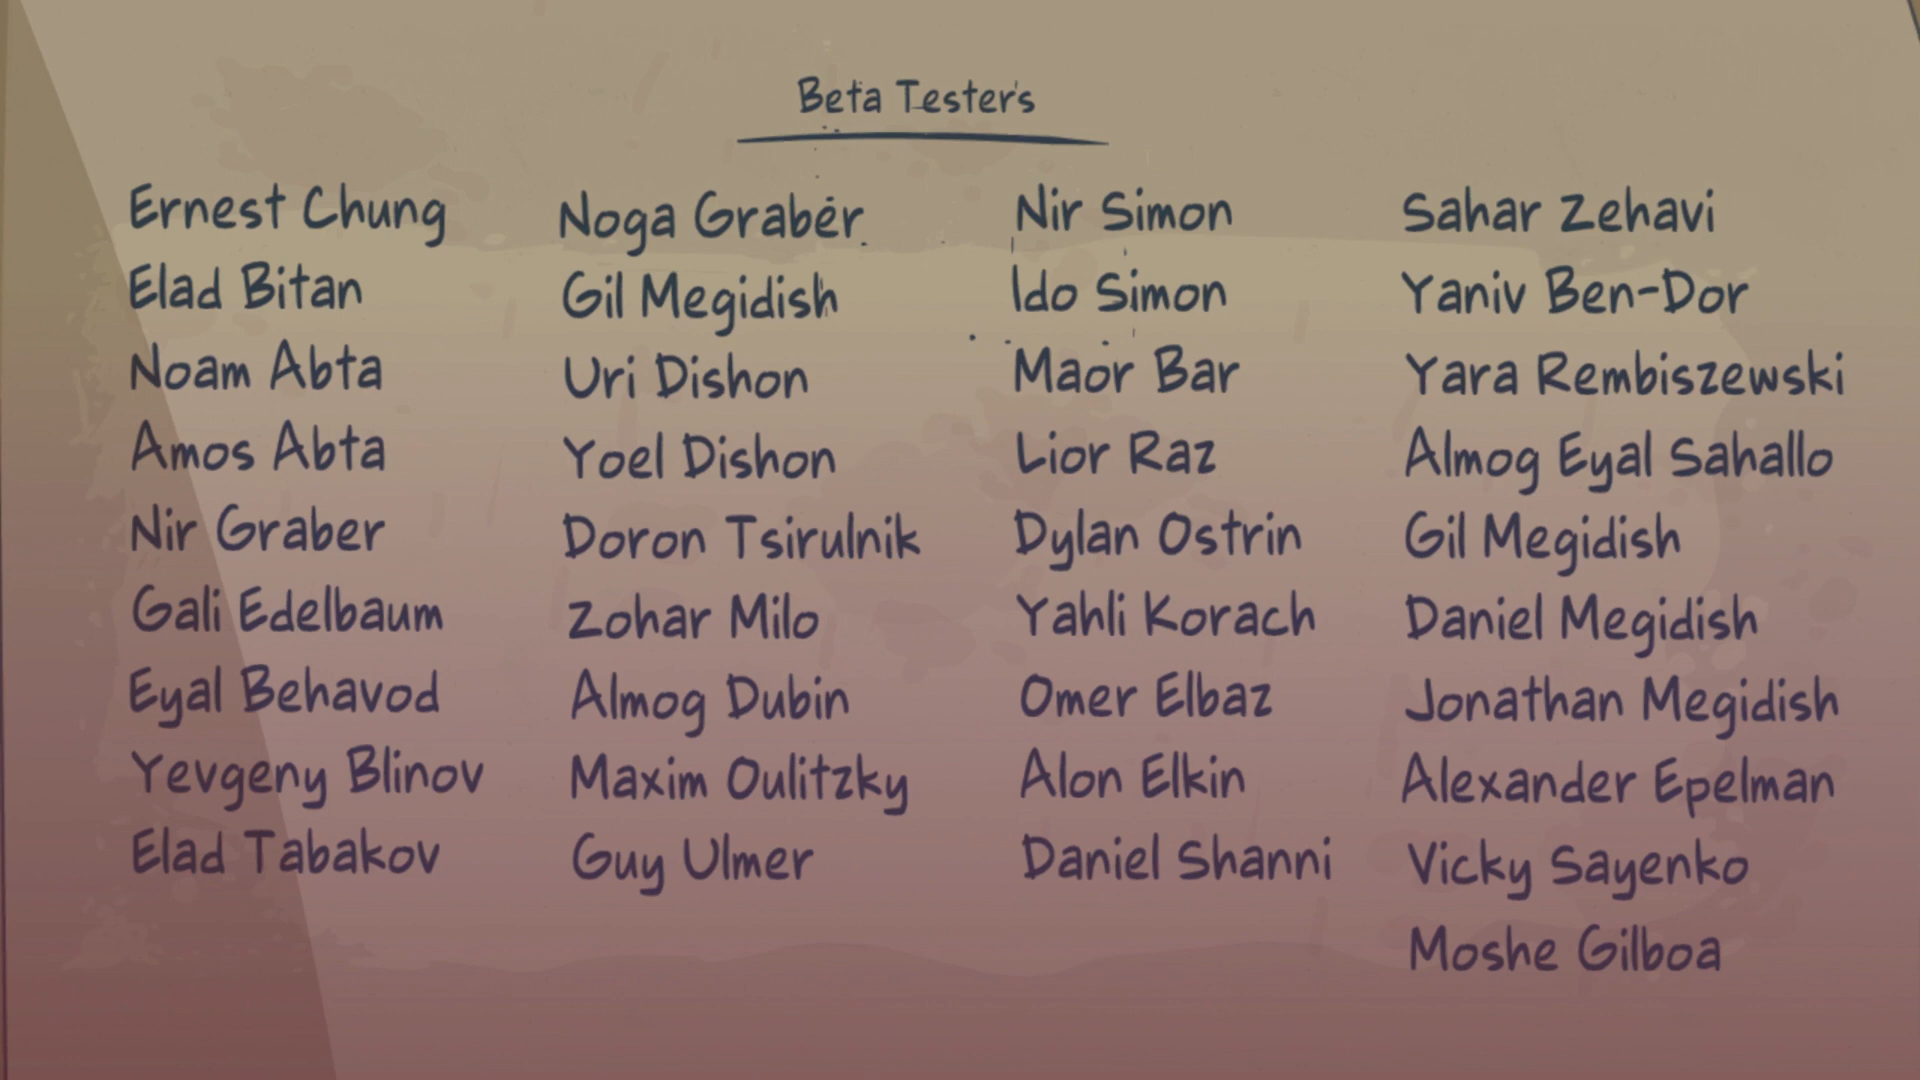 Beta Testers
Ernest Chung
Elad Bitan
Noam Abta
Amos Abta
Nir Graber
Gali Edelbaum
Eyal Behavod
Yevgeny Blinov
Elad Tabakov
Noga Graber
Gil Megidish
Uri Dishon
Yoel Dishon
Doron Tsirulnik
Zohar Milo
Almog Dubin
Maxim Oulitzky
Guy Ulmer
Nir Simon
Ido Simon
Maor Bar
Lior Raz
Dylan Ostrin
Yahli Korach
Omer Elbaz
Alon Elkin
Daniel Shanni
Sahar Zehavi
Yaniv Ben-Dor
Yara Rembiszewski
Almog Eyal Sahallo
Gil Megidish
Daniel Megidish
Jonathan Megidish
Alexander Epelman
Vicky Sayenko
Moshe Gilboa